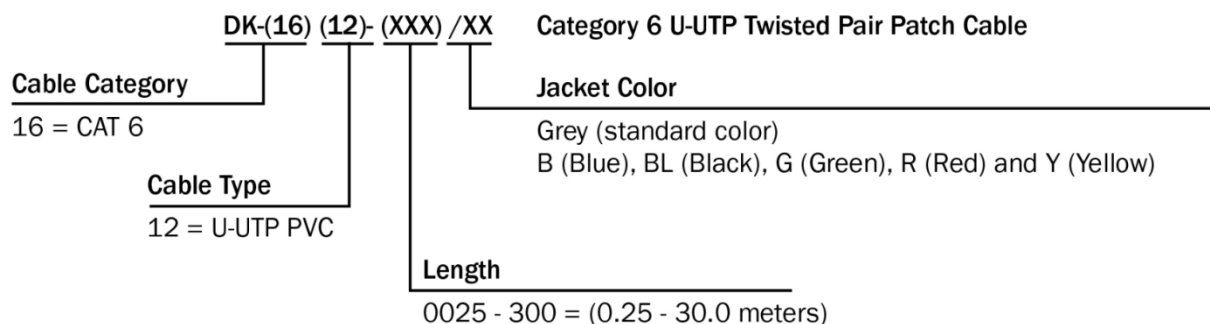 DK-(16) (12)- (XXX) /XX Category 6 U-UTP Twisted Pair Patch Cable
Cable Category
16 = CAT 6
Jacket Color
Grey (standard color)
B (Blue), BL (Black), G (Green), R (Red) and Y (Yellow)
Cable Type
12 = U-UTP PVC
Length
0025 - 300 = (0.25 - 30.0 meters)